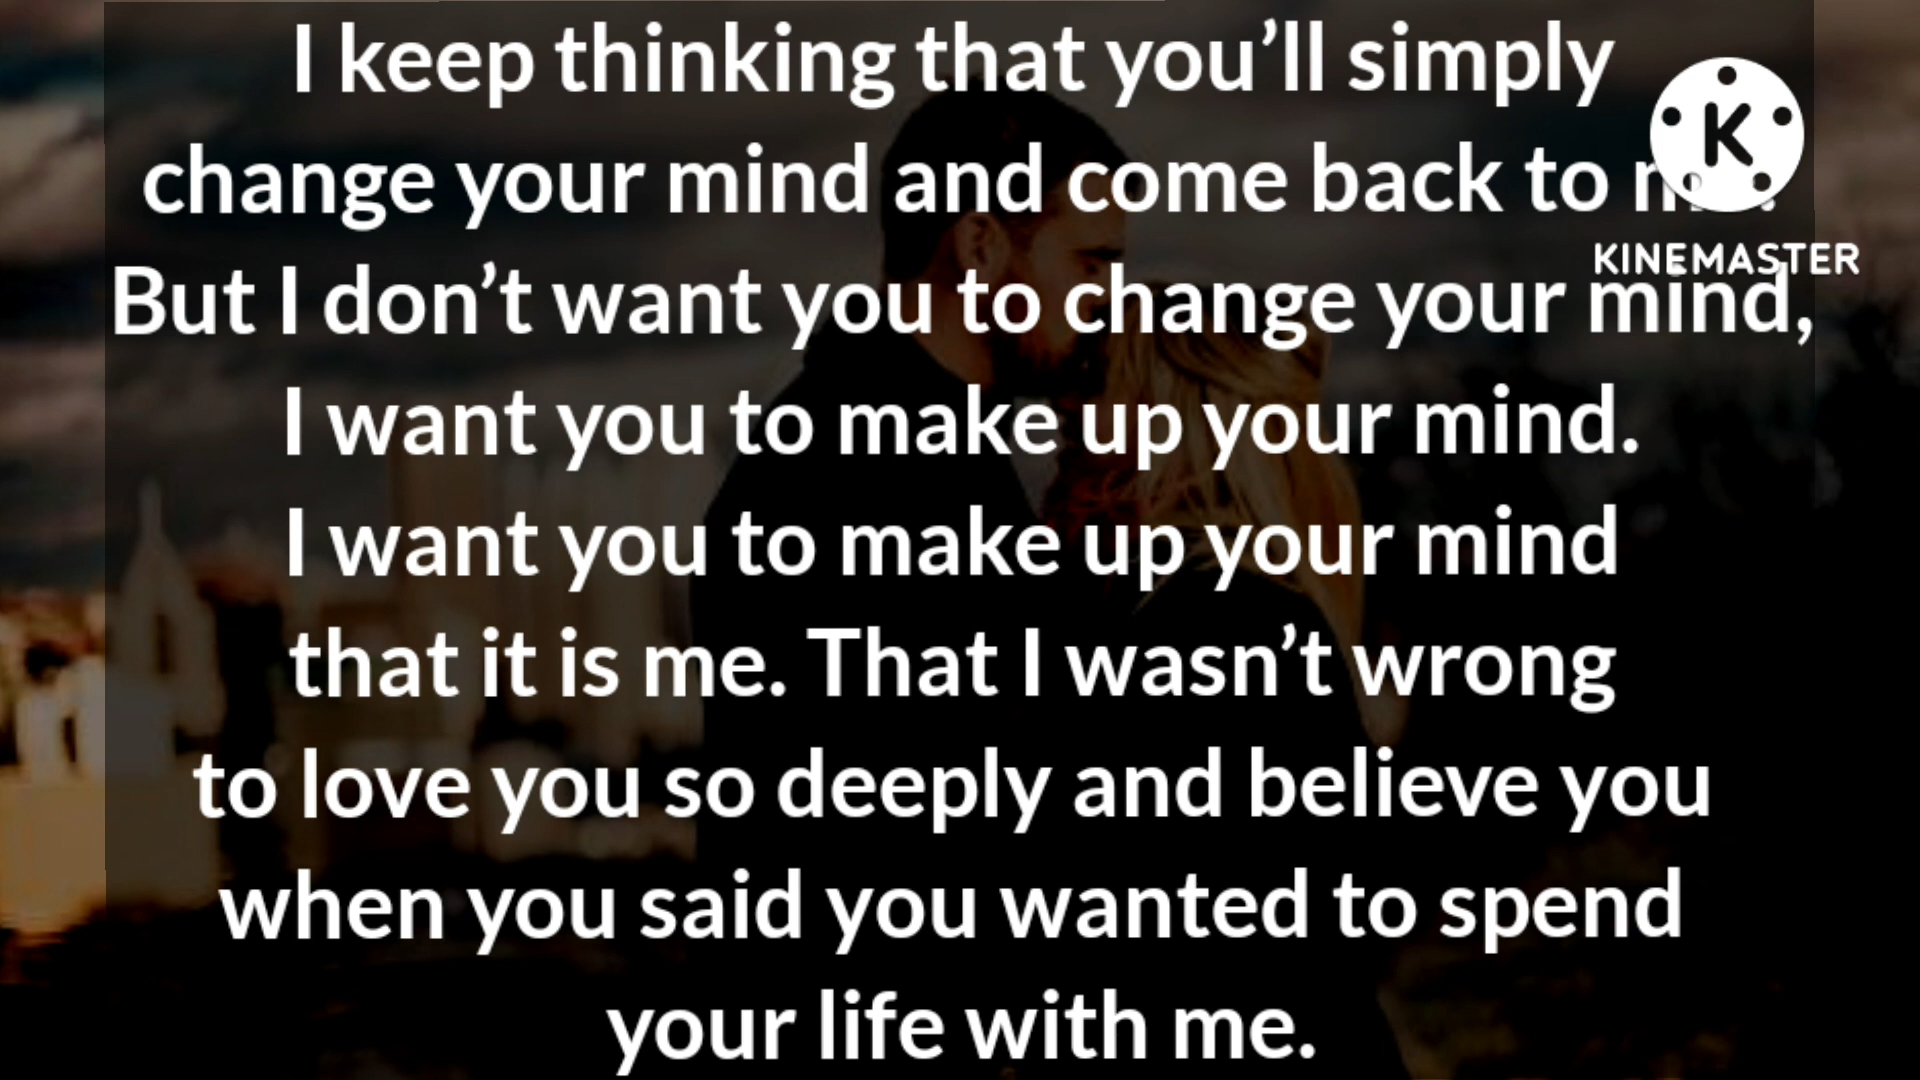 I keep thinking that you’ll simply
change your mind and come back to
K
KINEMASTER
But I don’t want you to change your mind,
I want you to make up your mind.
I want you to make up your mind
that it is me. That I wasn’t wrong
to love you so deeply and believe you
when you said you wanted to spend
your life with me.